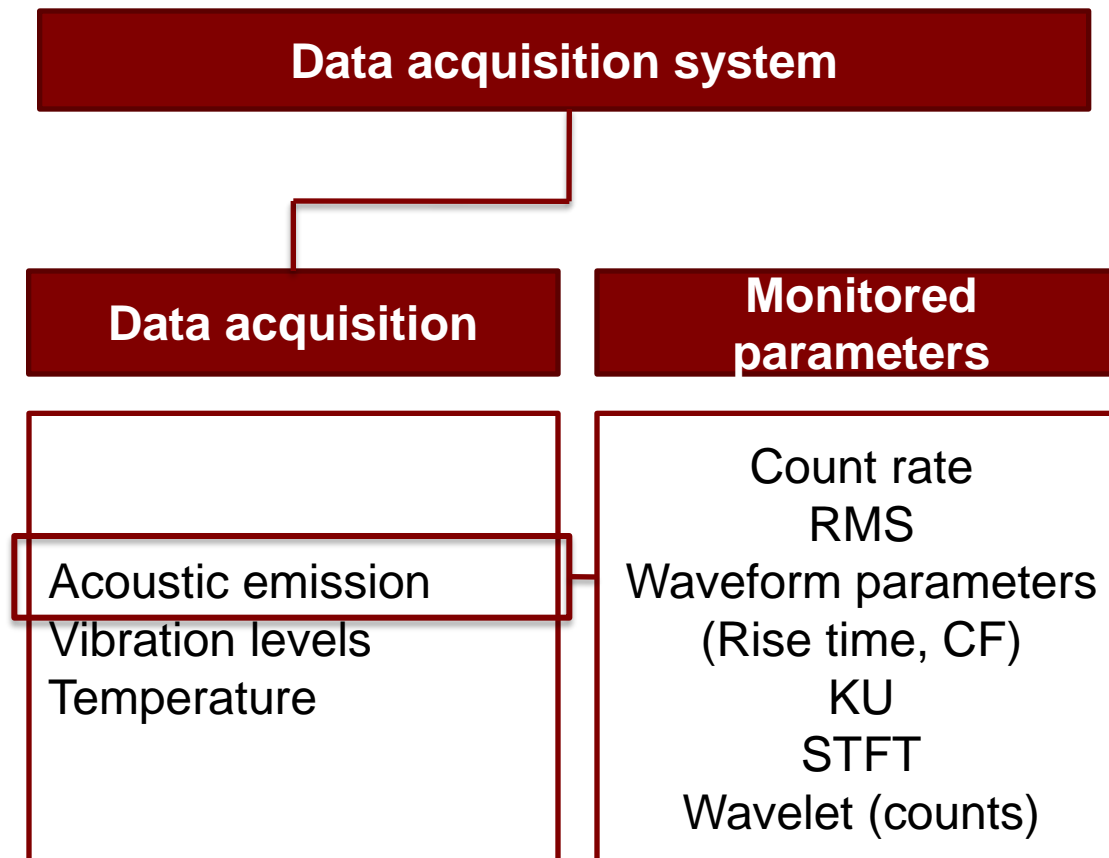 Data acquisition system
Data acquisition
Monitored
parameters
Acoustic emission
Vibration levels
Temperature
Count rate
RMS
Waveform parameters
(Rise time, CF)
KU
STFT
Wavelet (counts)